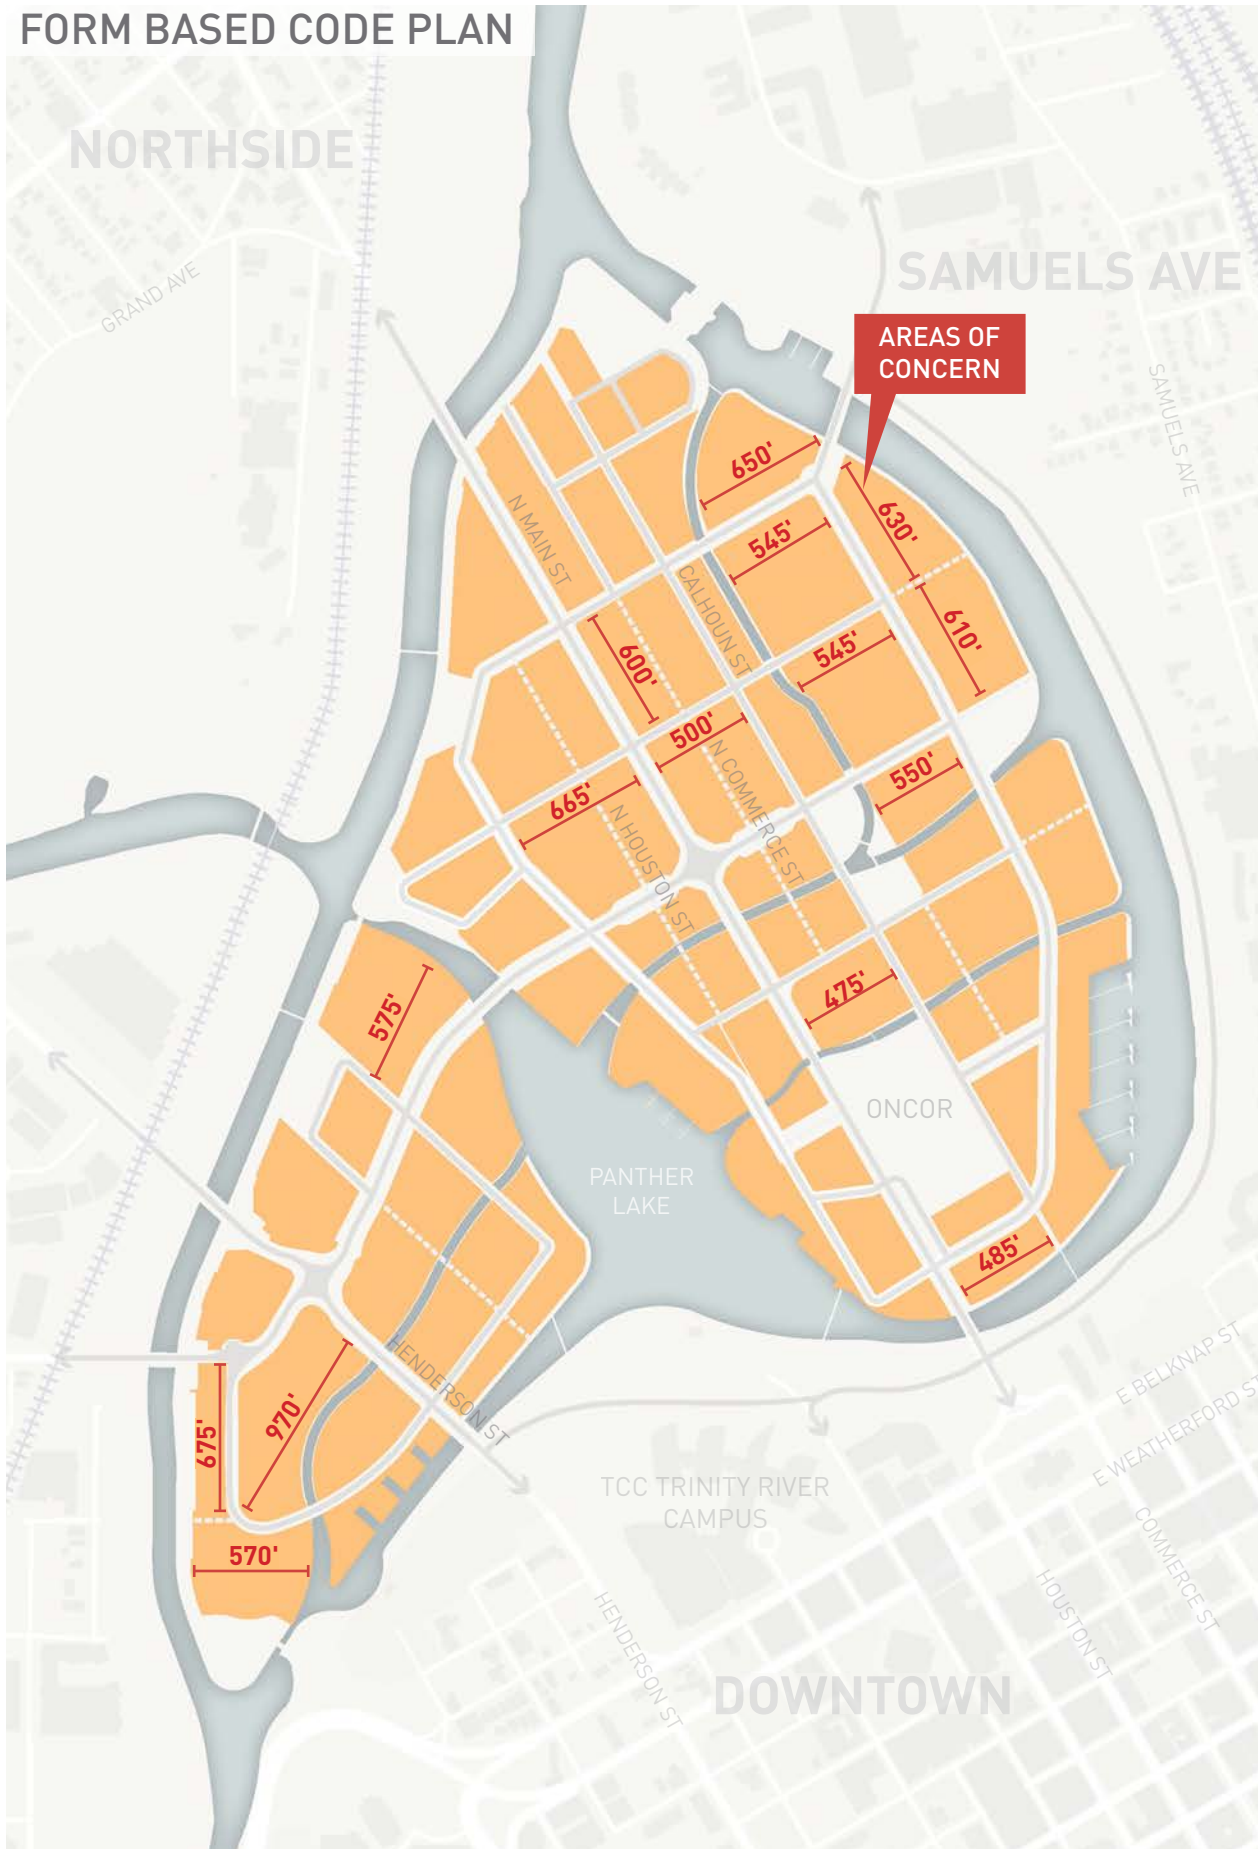 FORM BASED CODE PLAN
NORTHSIDE
GRAND AVE
SAMUELS AVE
AREAS OF
CONCERN
SAMUELS AVE
650'
630'
N MAIN ST
545'
CALHOUN ST
610'
600'
545'
500'
N COMMERCE ST
550'
665'
N HOUSTON ST
475'
575'
ONCOR
PANTHER
LAKE
485'
HENDERSON ST
E BELKNAP ST
E WEATHERFORD ST
970'
675'
TCC TRINITY RIVER
CAMPUS
COMMERCE ST
570'
HOUSTON ST
HENDERSON ST
DOWNTOWN